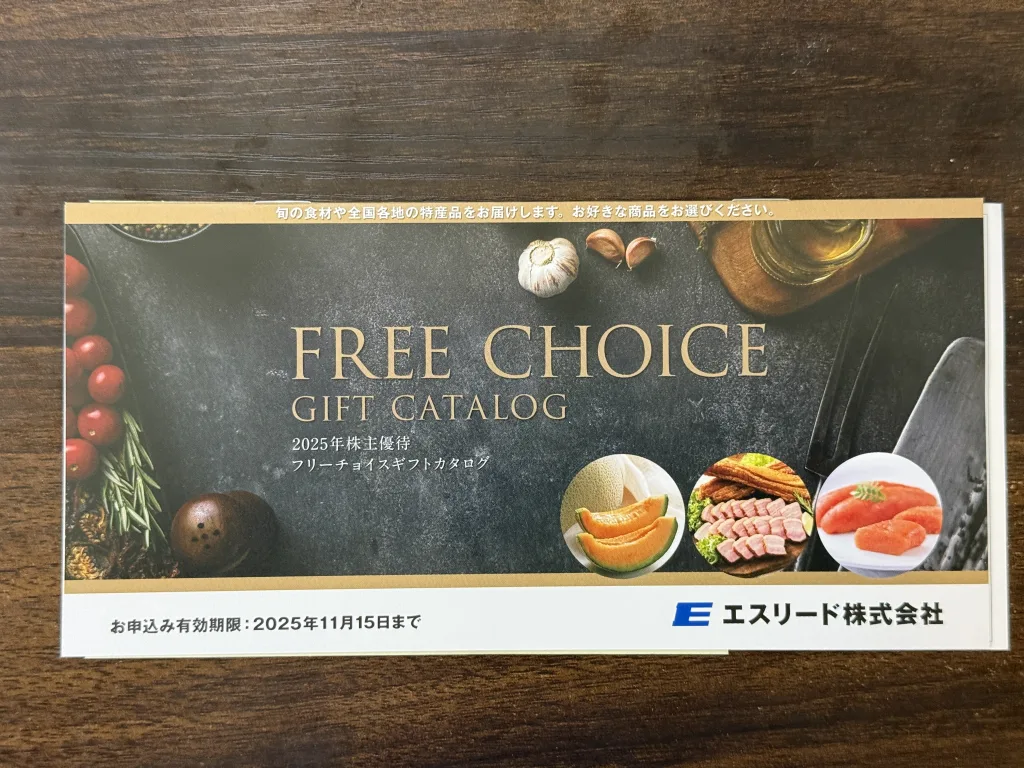 旬の食材や全国各地の特産品をお届けします。お好きな商品をお選びください。
FREE CHOICE
GIFT CATALOG
2025年株主優待
フリーチョイスギフトカタログ
お申込み有効期限：2025年11月15日まで
エスリード株式会社